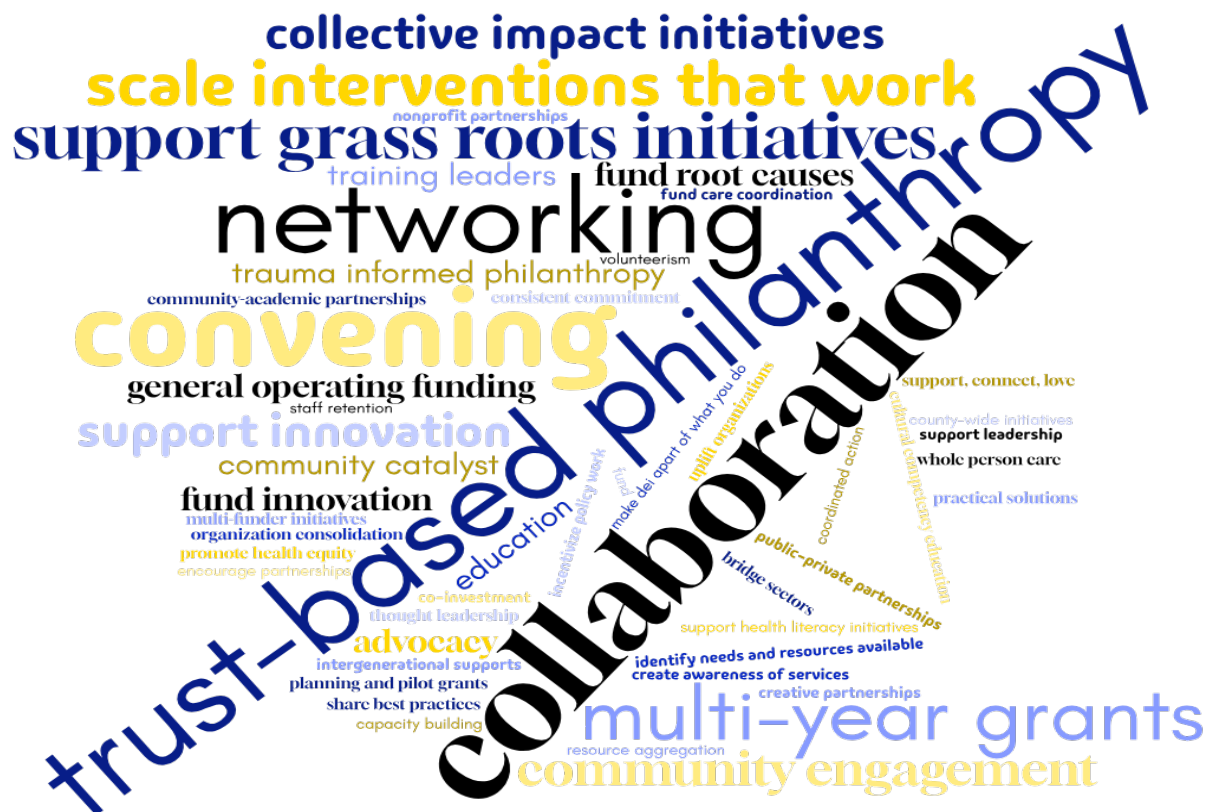 collective impact initiatives
scale interventions that work
nonprofit partnerships
support grass roots initiatives
training leaders
fund root causes
fund care coordination
networking
volunteerism
trauma informed philanthropy
community-academic partnerships
consistent commitment
convening
trust-based philanthropy
collaboration
general operating funding
staff retention
support innovation
community catalyst
fund innovation
multi-funder initiatives
organization consolidation
promote health equity
encourage partnerships
education
incentivize policy work
fund
make dei apart of what you do
uplift organizations
support, connect, love
county-wide initiatives
support leadership
whole person care
practical solutions
cultural competency education
coordinated action
public-private partnerships
bridge sectors
co-investment
thought leadership
advocacy
intergenerational supports
planning and pilot grants
share best practices
capacity building
support health literacy initiatives
identify needs and resources available
create awareness of services
creative partnerships
multi-year grants
resource aggregation
community engagement